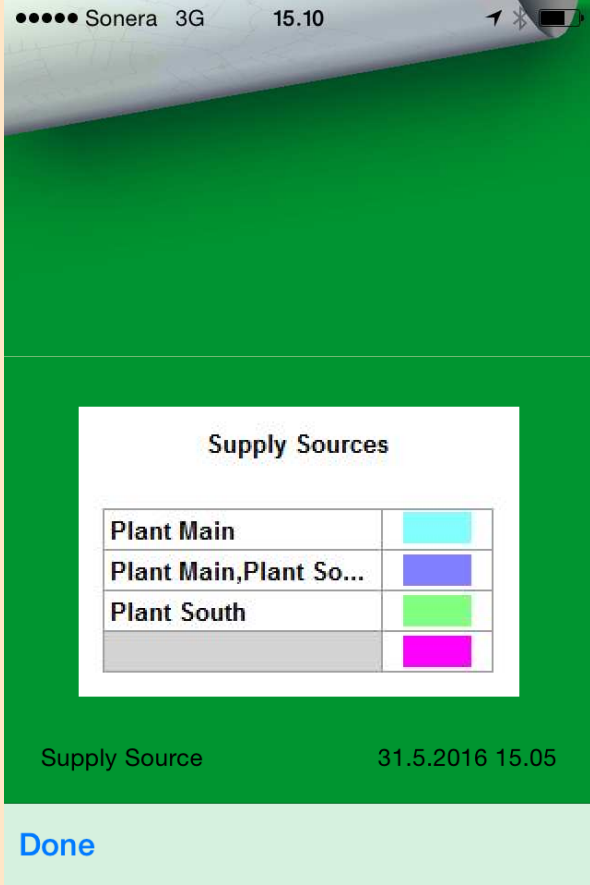 Sonera 3G 15.10
Supply Sources
Plant Main
Plant Main,Plant So...
Plant South
Supply Source 31.5.2016 15.05
Done